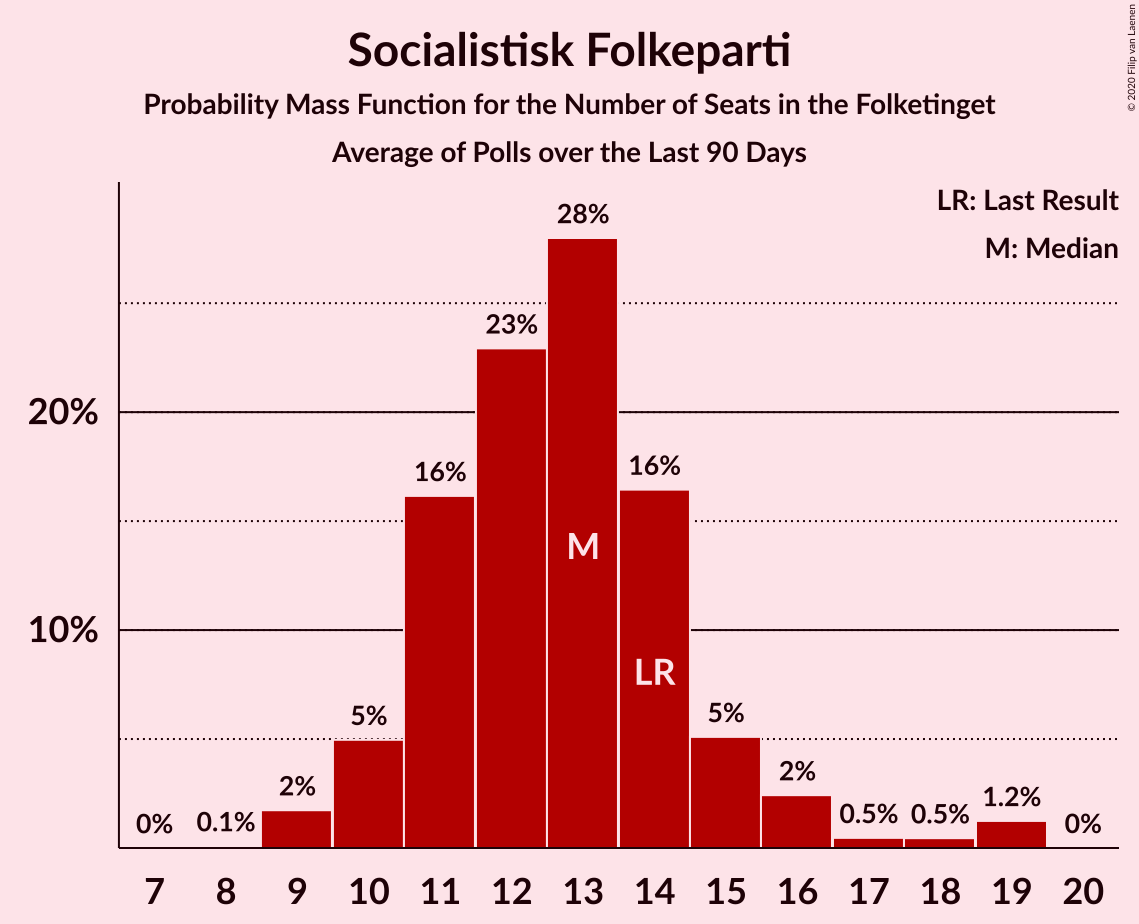 Socialistisk Folkeparti
Probability Mass Function for the Number of Seats in the Folketinget
Average of Polls over the Last 90 Days
© 2020 Filip van Laenen
LR: Last Result
M: Median
20%
10%
0%
0.1%
2%
5%
16%
23%
28%
16%
5%
2%
0.5%
0.5%
1.2%
0%
M
LR
7 8 9 10 11 12 13 14 15 16 17 18 19 20